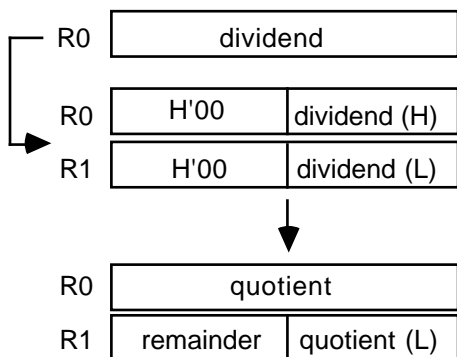 R0 dividend
R0 H'00 dividend (H)
R1 H'00 dividend (L)
R0 quotient
R1 remainder quotient (L)